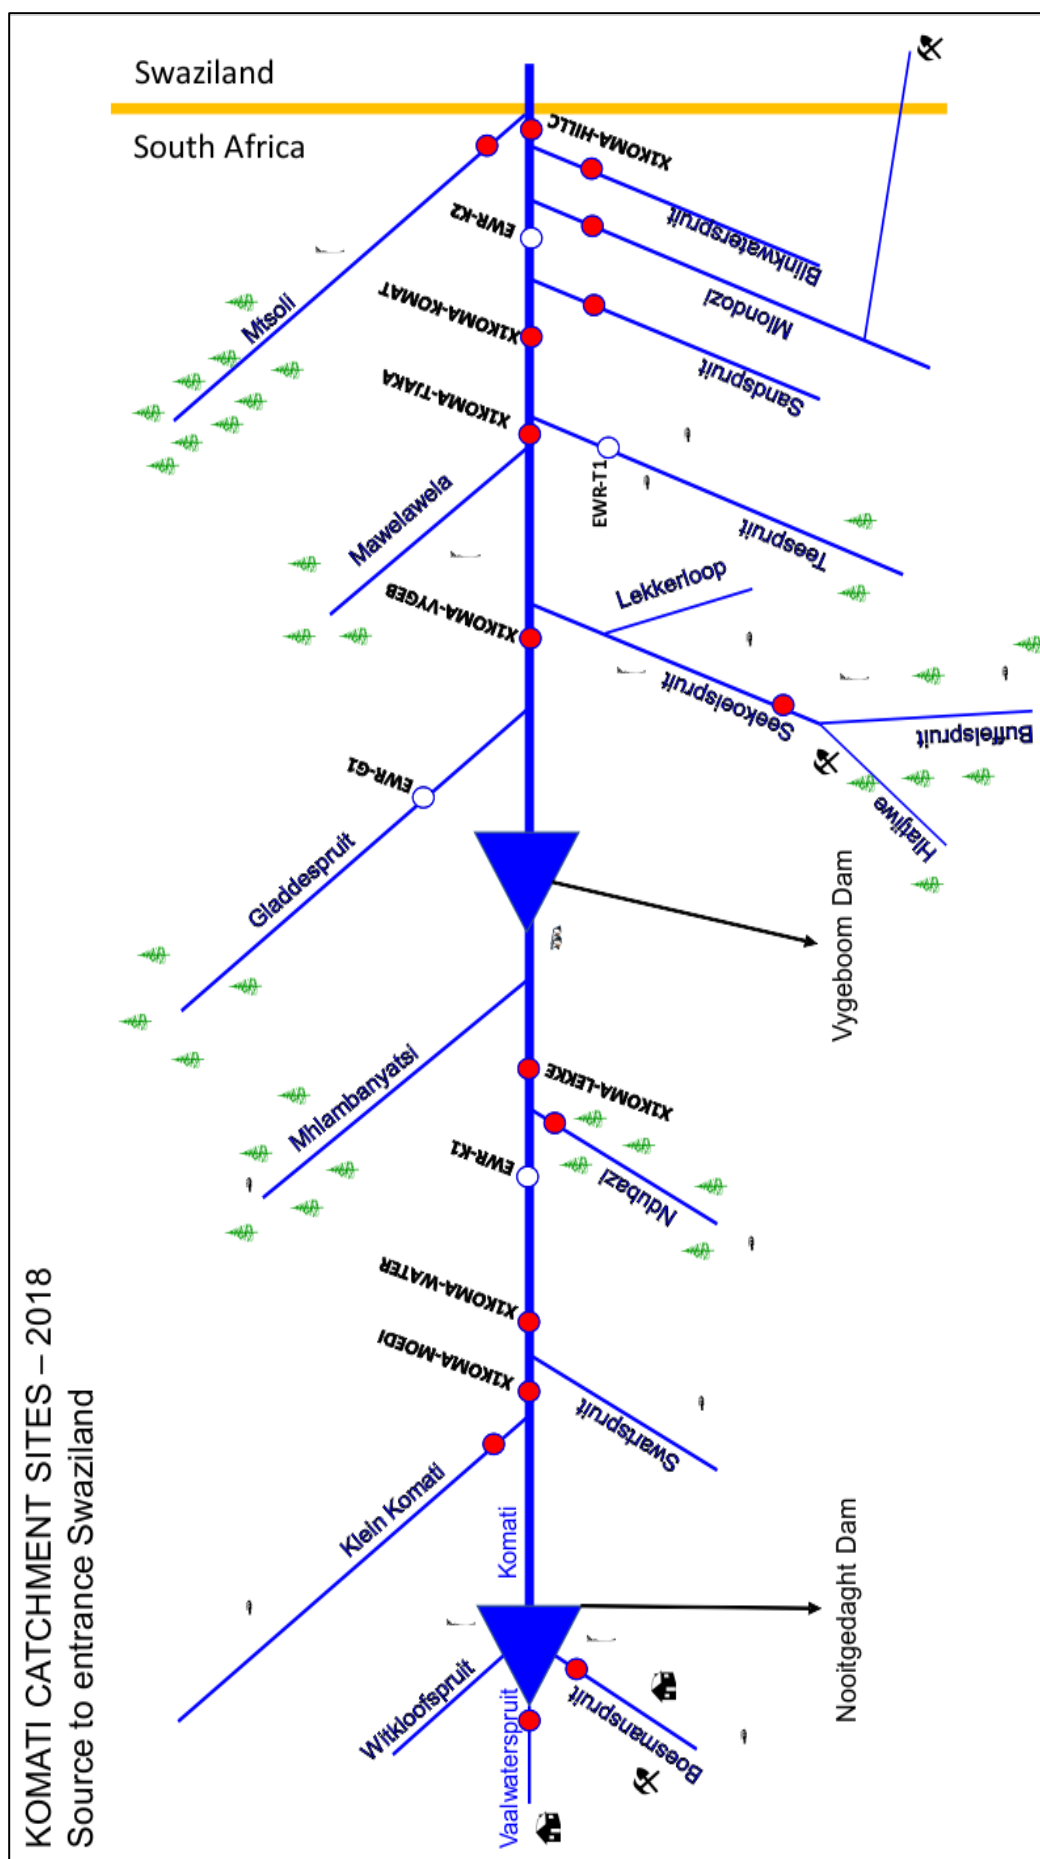 KOMATI CATCHMENT SITES – 2018
Source to entrance Swaziland
Swaziland
South Africa
X1KOMA-HILLC
Blinkwaterspruit
EWR-K2
Mlondozi
Mtsoli
X1KOMA-KOMAT
Sandspruit
X1KOMA-TJAKA
EWR-T1
Mawelawela
Teespruit
Lekkerloop
X1KOMA-VYGEB
Seekoeispruit
Buffelspruit
EWR-G1
Hlatjiwe
Gladdespruit
Vygeboom Dam
Mhlambanyatsi
X1KOMA-LEKKE
EWR-K1
Ndubazi
X1KOMA-WATER
X1KOMA-MOEDI
Swartspruit
Klein Komati
Komati
Nooitgedaght Dam
Witkloofspruit
Vaalwaterspruit
Boesmanspruit